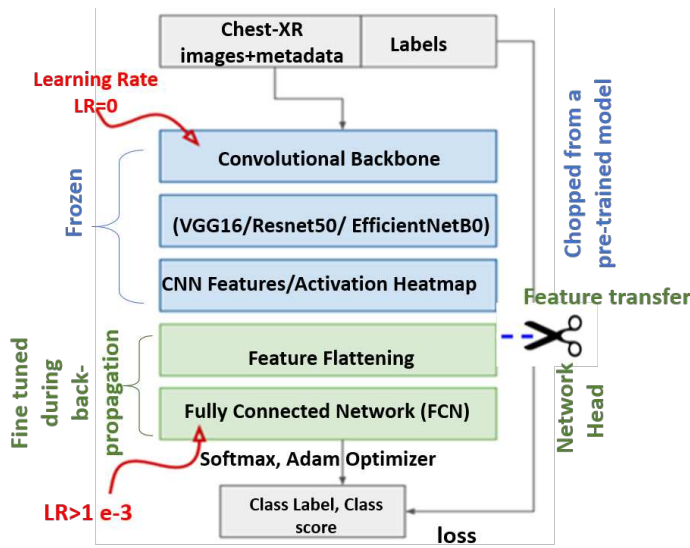 Chest-XR
images+metadata
Labels
Learning Rate
LR=0
Convolutional Backbone
(VGG16/Resnet50/ EfficientNetB0)
CNN Features/Activation Heatmap
Frozen
Chopped from a
pre-trained model
Feature transfer
Feature Flattening
Fully Connected Network (FCN)
Fine tuned
during
back-
propagation
Network
Head
Softmax, Adam Optimizer
LR>1 e-3
Class Label, Class
score
loss